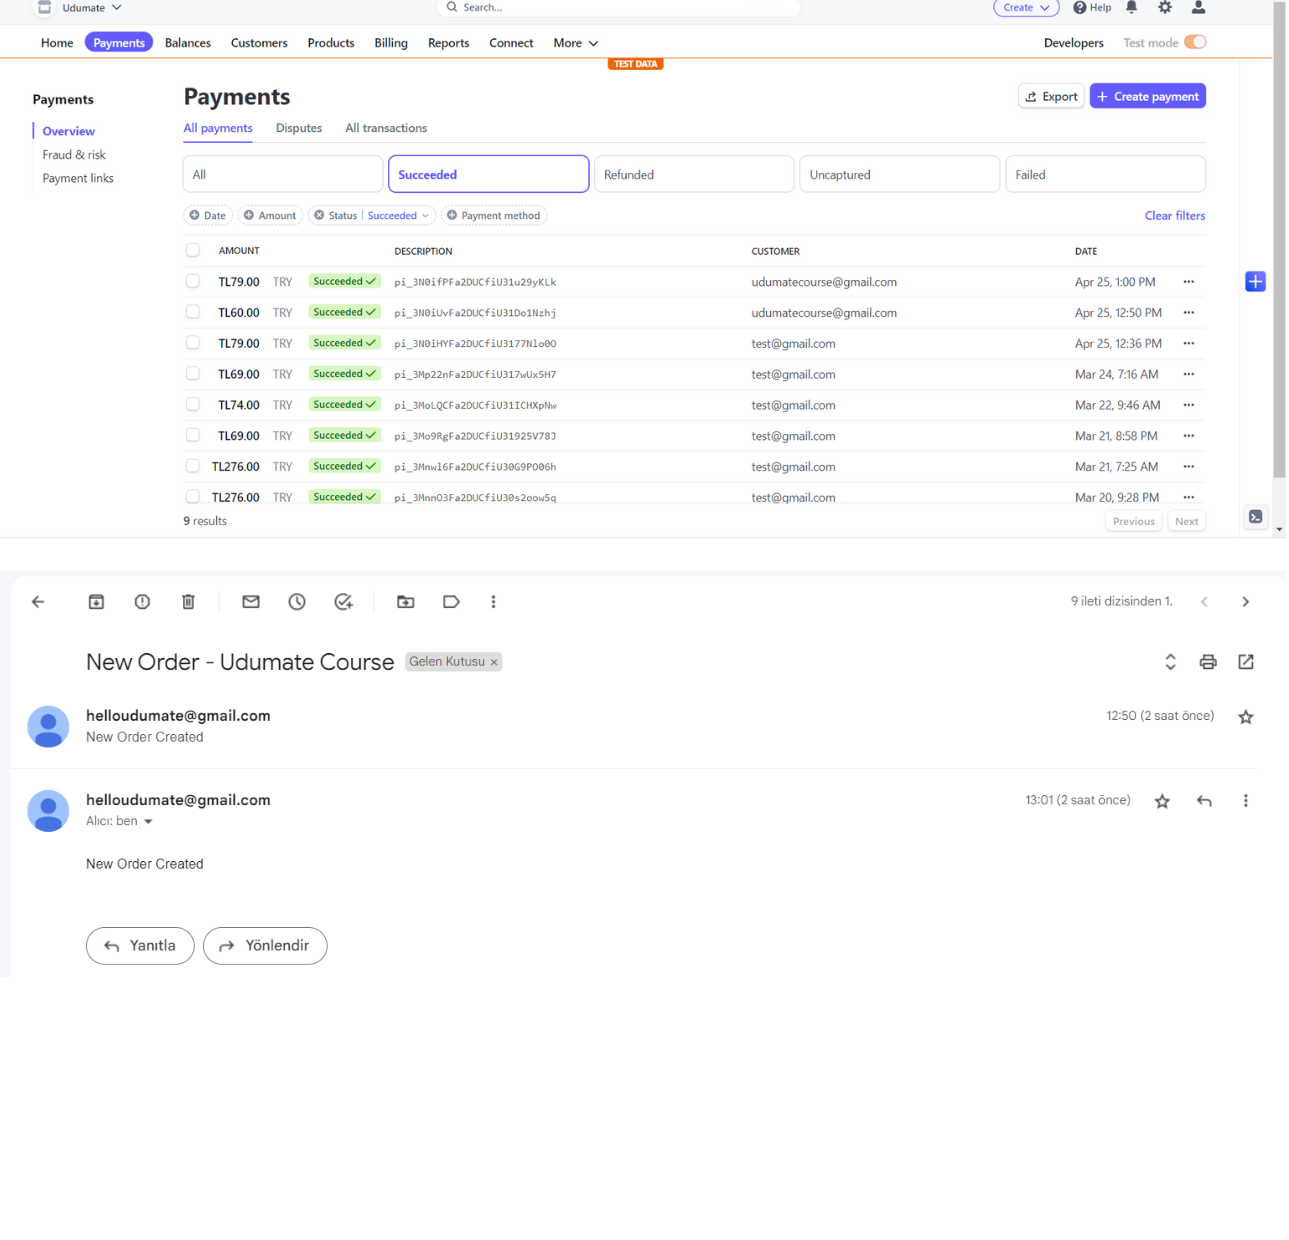 Udumate
Search...
Create
Help
Home Payments Balances Customers Products Billing Reports Connect More Developers Test mode
TEST DATA
Payments
Overview
Fraud & risk
Payment links
Payments
Export
Create payment
All payments Disputes All transactions
All Succeeded Refunded Uncaptured Failed
Date Amount Status | Succeeded Payment method Clear filters
AMOUNT DESCRIPTION CUSTOMER DATE
TL79.00 TRY Succeeded pi_3N0ifPFa2DUCfiU31u29yKLk udumatecourse@gmail.com Apr 25, 1:00 PM
TL60.00 TRY Succeeded pi_3N0iUvFa2DUCfiU31Do1Nzhj udumatecourse@gmail.com Apr 25, 12:50 PM
TL79.00 TRY Succeeded pi_3N0iHYFa2DUCfiU3177Nlo0O test@gmail.com Apr 25, 12:36 PM
TL69.00 TRY Succeeded pi_3Mp22nFa2DUCfiU317wUx5H7 test@gmail.com Mar 24, 7:16 AM
TL74.00 TRY Succeeded pi_3MoLQCFa2DUCfiU31ICHXpNw test@gmail.com Mar 22, 9:46 AM
TL69.00 TRY Succeeded pi_3Mo9RgFa2DUCfiU31925V78J test@gmail.com Mar 21, 8:58 PM
TL276.00 TRY Succeeded pi_3Mnwl6Fa2DUCfiU30G9PO06h test@gmail.com Mar 21, 7:25 AM
TL276.00 TRY Succeeded pi_3MnnO3Fa2DUCfiU30s2oow5q test@gmail.com Mar 20, 9:28 PM
9 results
Previous Next
9 ileti dizisinden 1.
New Order - Udumate Course Gelen Kutusu ×
helloudumate@gmail.com 12:50 (2 saat önce)
New Order Created
helloudumate@gmail.com 13:01 (2 saat önce)
Alıcı: ben
New Order Created
Yanıtla Yönlendir